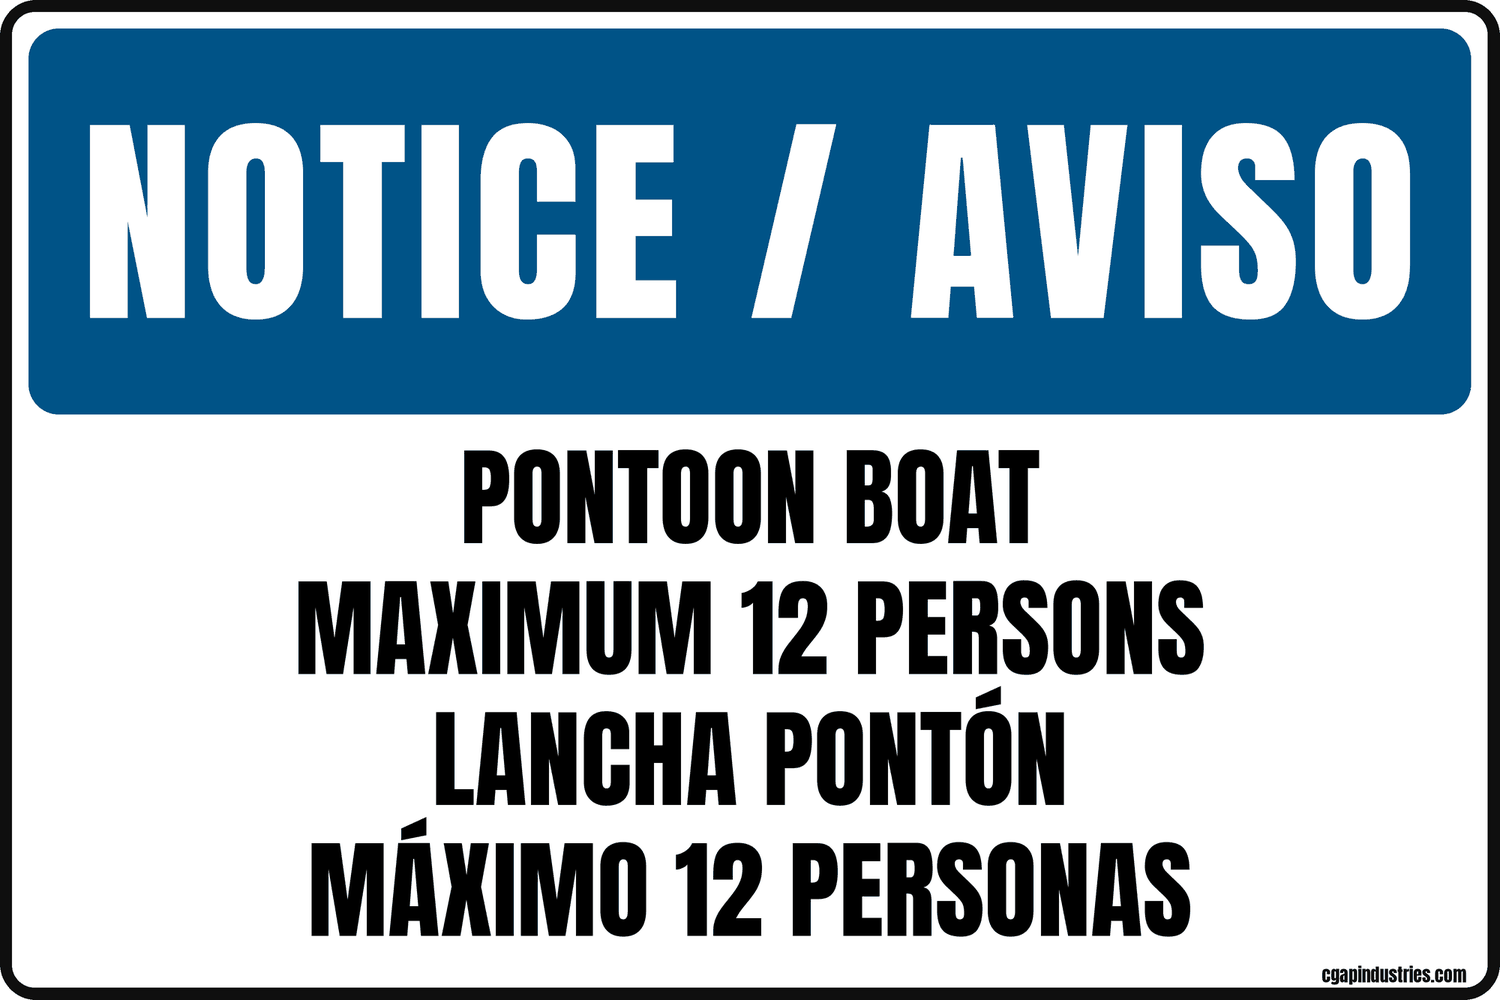 NOTICE / AVISO
PONTOON BOAT
MAXIMUM 12 PERSONS
LANCHA PONTÓN
MÁXIMO 12 PERSONAS
cgapindustries.com